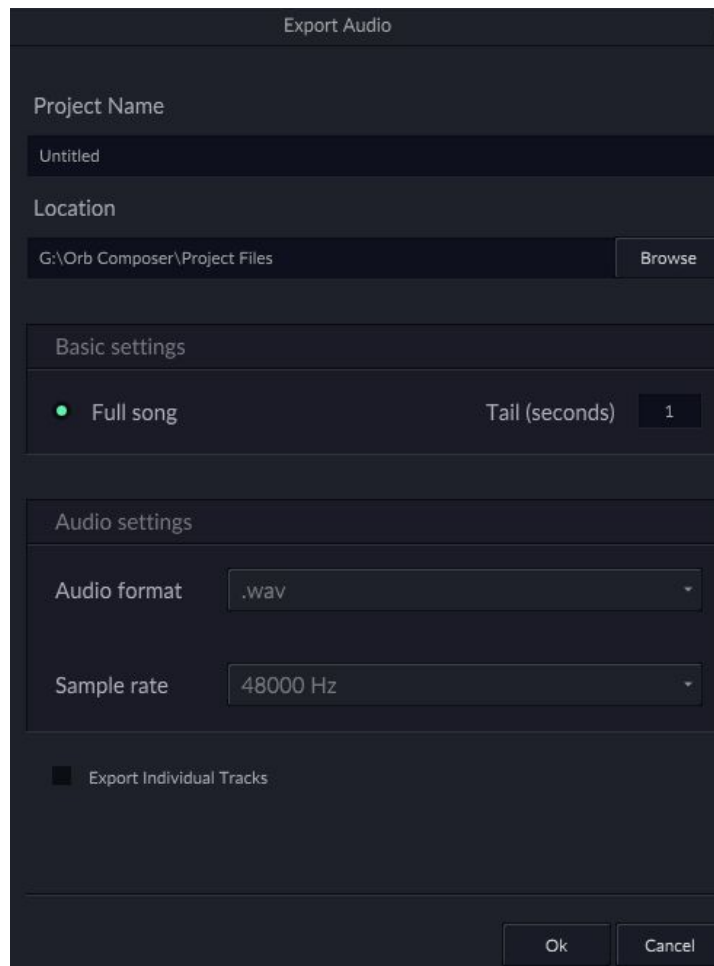 Export Audio
Project Name
Untitled
Location
G:\Orb Composer\Project Files
Browse
Basic settings
Full song
Tail (seconds)
1
Audio settings
Audio format
.wav
Sample rate
48000 Hz
Export Individual Tracks
Ok
Cancel